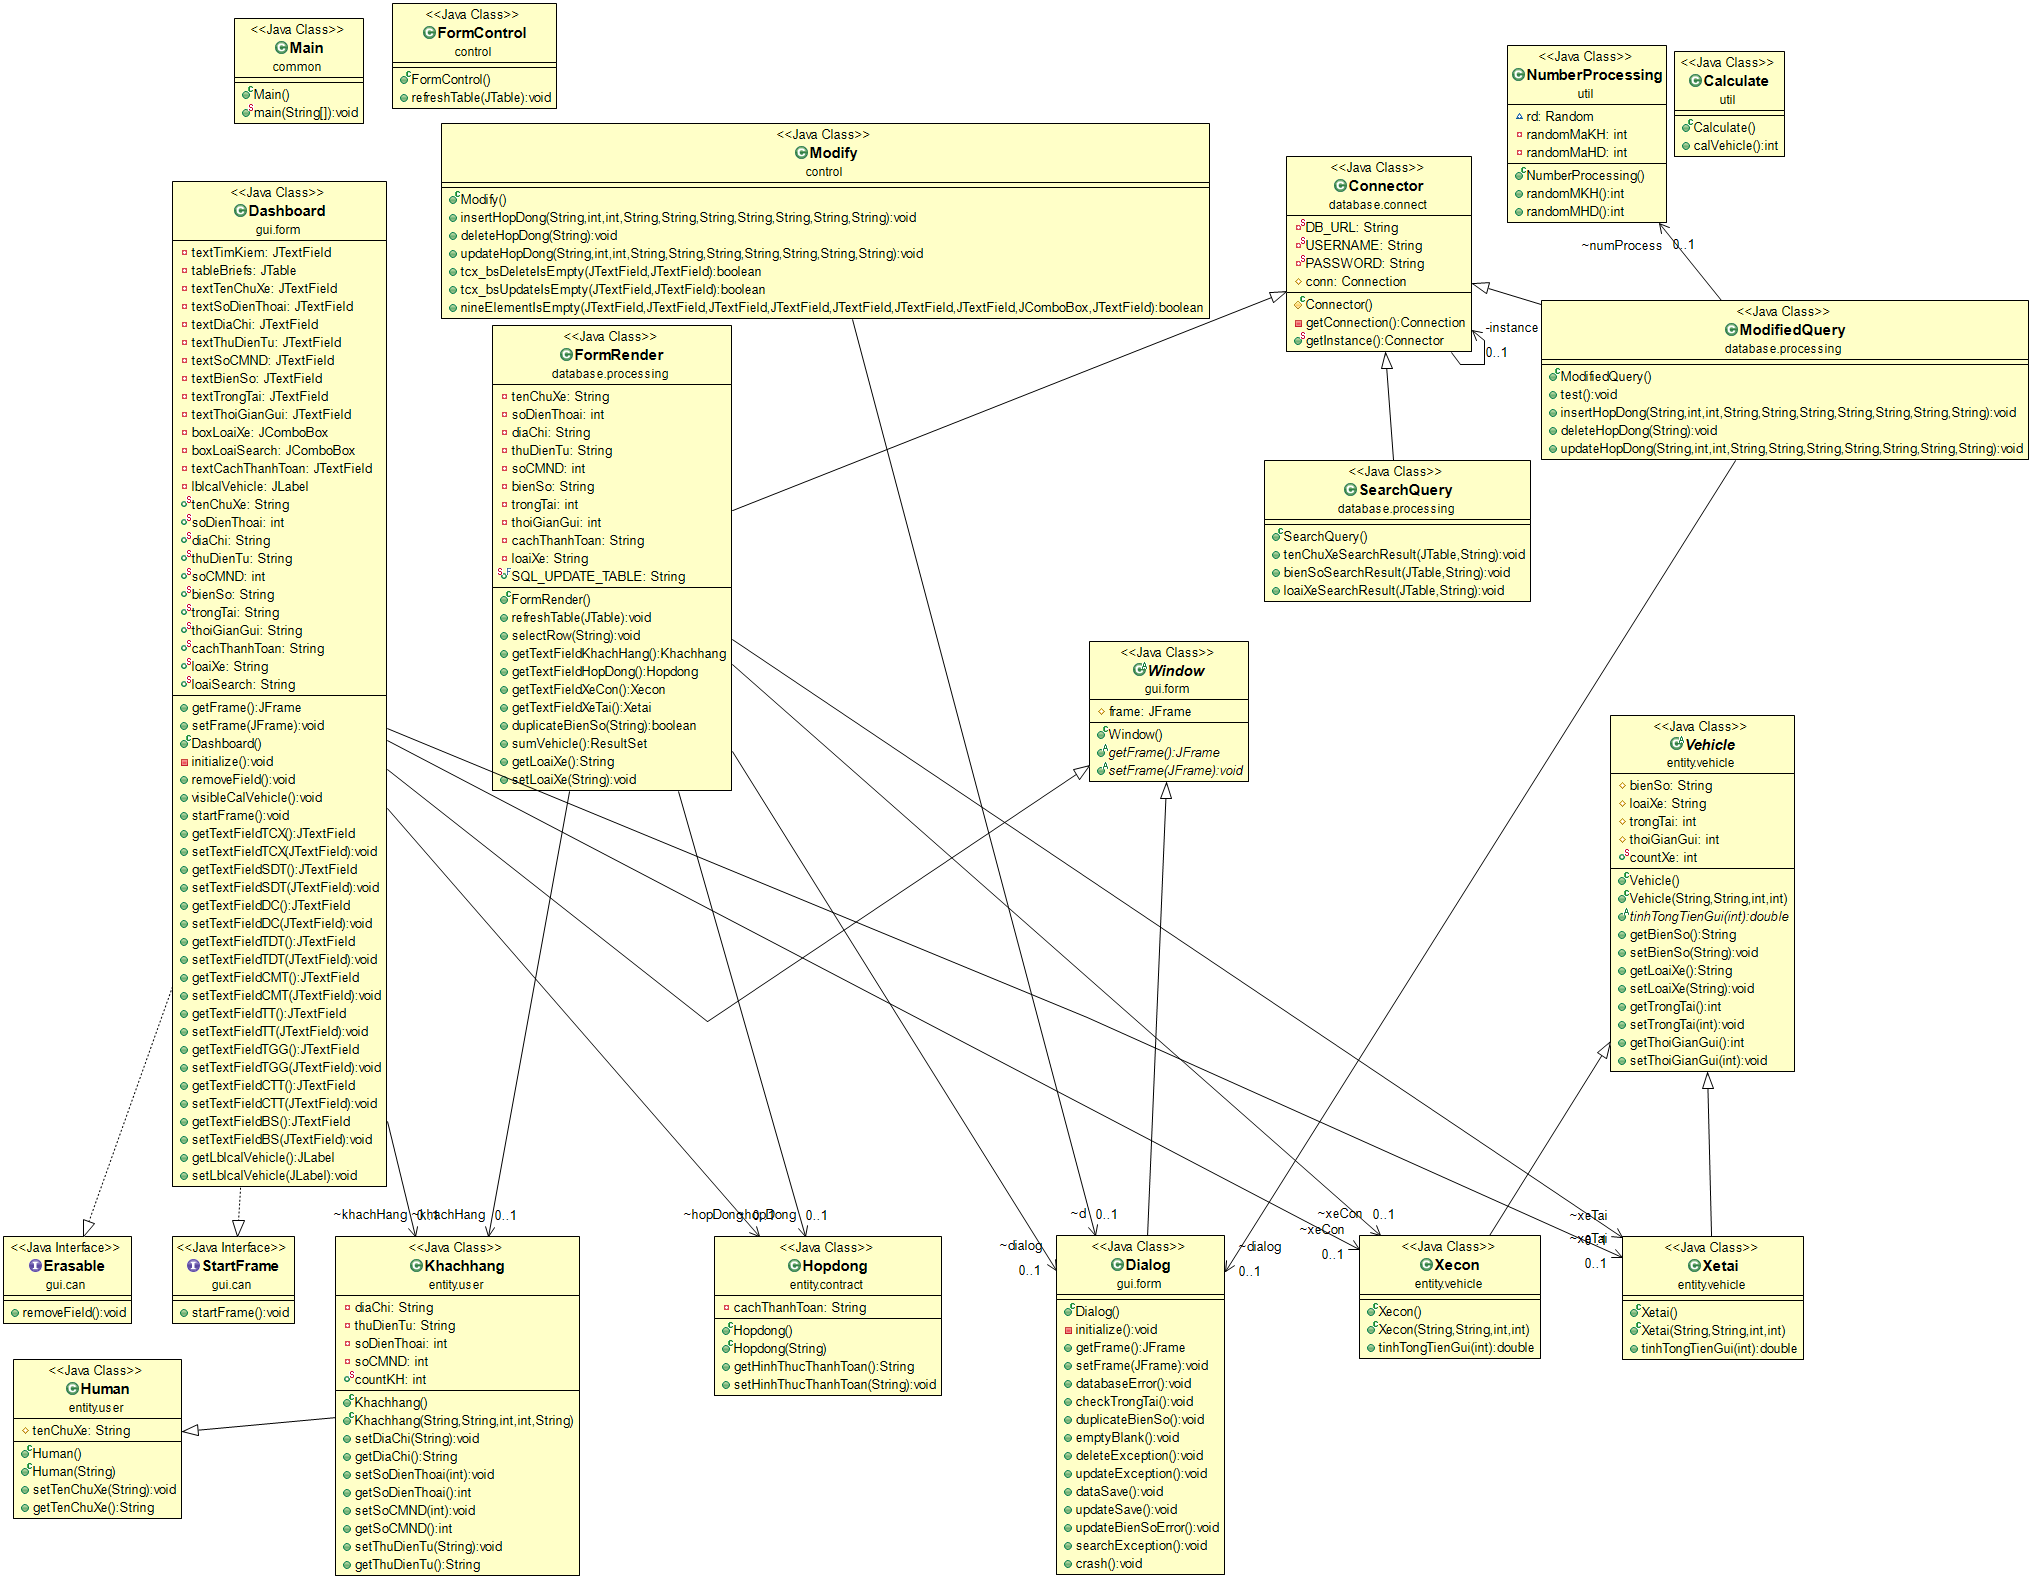 <<Java Class>>
Main
common
Main()
main(String[]):void
<<Java Class>>
FormControl
control
FormControl()
refreshTable(JTable):void
<<Java Class>>
Modify
control
Modify()
insertHopDong(String,int,int,String,String,String,String,String,String,String):void
deleteHopDong(String):void
updateHopDong(String,int,int,String,String,String,String,String,String,String):void
tcx_bsDeleteIsEmpty(JTextField,JTextField):boolean
tcx_bsUpdateIsEmpty(JTextField,JTextField):boolean
nineElementIsEmpty(JTextField,JTextField,JTextField,JTextField,JTextField,JTextField,JTextField,JComboBox,JTextField):boolean
<<Java Class>>
Connector
database.connect
DB_URL: String
USERNAME: String
PASSWORD: String
conn: Connection
Connector()
getConnection():Connection
getInstance():Connector
-instance
0..1
<<Java Class>>
NumberProcessing
util
rd: Random
randomMaKH: int
randomMaHD: int
NumberProcessing()
randomMKH():int
randomMHD():int
<<Java Class>>
Calculate
util
Calculate()
calVehicle():int
~numProcess
0..1
<<Java Class>>
ModifiedQuery
database.processing
ModifiedQuery()
test():void
insertHopDong(String,int,int,String,String,String,String,String,String,String):void
deleteHopDong(String):void
updateHopDong(String,int,int,String,String,String,String,String,String,String):void
<<Java Class>>
Dashboard
gui.form
textTimKiem: JTextField
tableBriefs: JTable
textTenChuXe: JTextField
textSoDienThoai: JTextField
textDiaChi: JTextField
textThuDienTu: JTextField
textSoCMND: JTextField
textBienSo: JTextField
textTrongTai: JTextField
textThoiGianGui: JTextField
boxLoaiXe: JComboBox
boxLoaiSearch: JComboBox
textCachThanhToan: JTextField
lblcalVehicle: JLabel
tenChuXe: String
soDienThoai: int
diaChi: String
thuDienTu: String
soCMND: int
bienSo: String
trongTai: String
thoiGianGui: String
cachThanhToan: String
loaiXe: String
loaiSearch: String
getFrame():JFrame
setFrame(JFrame):void
Dashboard()
initialize():void
removeField():void
visibleCalVehicle():void
startFrame():void
getTextFieldTCX():JTextField
setTextFieldTCX(JTextField):void
getTextFieldSDT():JTextField
setTextFieldSDT(JTextField):void
getTextFieldDC():JTextField
setTextFieldDC(JTextField):void
getTextFieldTDT():JTextField
setTextFieldTDT(JTextField):void
getTextFieldCMT():JTextField
setTextFieldCMT(JTextField):void
getTextFieldTT():JTextField
setTextFieldTT(JTextField):void
getTextFieldTGG():JTextField
setTextFieldTGG(JTextField):void
getTextFieldCTT():JTextField
setTextFieldCTT(JTextField):void
getTextFieldBS():JTextField
setTextFieldBS(JTextField):void
getLblcalVehicle():JLabel
setLblcalVehicle(JLabel):void
<<Java Class>>
FormRender
database.processing
tenChuXe: String
soDienThoai: int
diaChi: String
thuDienTu: String
soCMND: int
bienSo: String
trongTai: int
thoiGianGui: int
cachThanhToan: String
loaiXe: String
SQL_UPDATE_TABLE: String
FormRender()
refreshTable(JTable):void
selectRow(String):void
getTextFieldKhachHang():Khachhang
getTextFieldHopDong():Hopdong
getTextFieldXeCon():Xecon
getTextFieldXeTai():Xetai
duplicateBienSo(String):boolean
sumVehicle():ResultSet
getLoaiXe():String
setLoaiXe(String):void
<<Java Class>>
SearchQuery
database.processing
SearchQuery()
tenChuXeSearchResult(JTable,String):void
bienSoSearchResult(JTable,String):void
loaiXeSearchResult(JTable,String):void
<<Java Class>>
Window
gui.form
frame: JFrame
Window()
getFrame():JFrame
setFrame(JFrame):void
<<Java Class>>
Vehicle
entity.vehicle
bienSo: String
loaiXe: String
trongTai: int
thoiGianGui: int
countXe: int
Vehicle()
Vehicle(String,String,int,int)
tinhTongTienGui(int):double
getBienSo():String
setBienSo(String):void
getLoaiXe():String
setLoaiXe(String):void
getTrongTai():int
setTrongTai(int):void
getThoiGianGui():int
setThoiGianGui(int):void
~khachHang
0..1
~khachHang
0..1
~hopDong
0..1
~hopDong
0..1
~dialog
0..1
~d
0..1
~dialog
0..1
~xeCon
0..1
~xeCon
0..1
~xeTai
0..1
~xeTai
0..1
<<Java Interface>>
Erasable
gui.can
removeField():void
<<Java Interface>>
StartFrame
gui.can
startFrame():void
<<Java Class>>
Human
entity.user
tenChuXe: String
Human()
Human(String)
setTenChuXe(String):void
getTenChuXe():String
<<Java Class>>
Khachhang
entity.user
diaChi: String
thuDienTu: String
soDienThoai: int
soCMND: int
countKH: int
Khachhang()
Khachhang(String,String,int,int,String)
setDiaChi(String):void
getDiaChi():String
setSoDienThoai(int):void
getSoDienThoai():int
setSoCMND(int):void
getSoCMND():int
setThuDienTu(String):void
getThuDienTu():String
<<Java Class>>
Hopdong
entity.contract
cachThanhToan: String
Hopdong()
Hopdong(String)
getHinhThucThanhToan():String
setHinhThucThanhToan(String):void
<<Java Class>>
Dialog
gui.form
Dialog()
initialize():void
getFrame():JFrame
setFrame(JFrame):void
databaseError():void
checkTrongTai():void
duplicateBienSo():void
emptyBlank():void
deleteException():void
updateException():void
dataSave():void
updateSave():void
updateBienSoError():void
searchException():void
crash():void
<<Java Class>>
Xecon
entity.vehicle
Xecon()
Xecon(String,String,int,int)
tinhTongTienGui(int):double
<<Java Class>>
Xetai
entity.vehicle
Xetai()
Xetai(String,String,int,int)
tinhTongTienGui(int):double